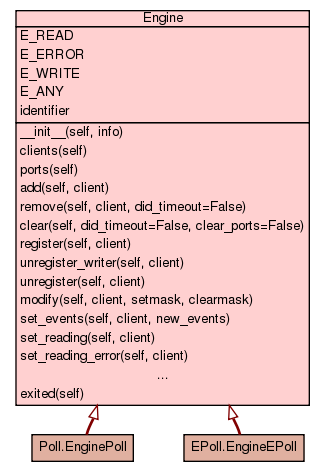 Engine
E_READ
E_ERROR
E_WRITE
E_ANY
identifier
__init__(self, info)
clients(self)
ports(self)
add(self, client)
remove(self, client, did_timeout=False)
clear(self, did_timeout=False, clear_ports=False)
register(self, client)
unregister_writer(self, client)
unregister(self, client)
modify(self, client, setmask, clearmask)
set_events(self, client, new_events)
set_reading(self, client)
set_reading_error(self, client)
...
exited(self)
Poll.EnginePoll EPoll.EngineEPoll